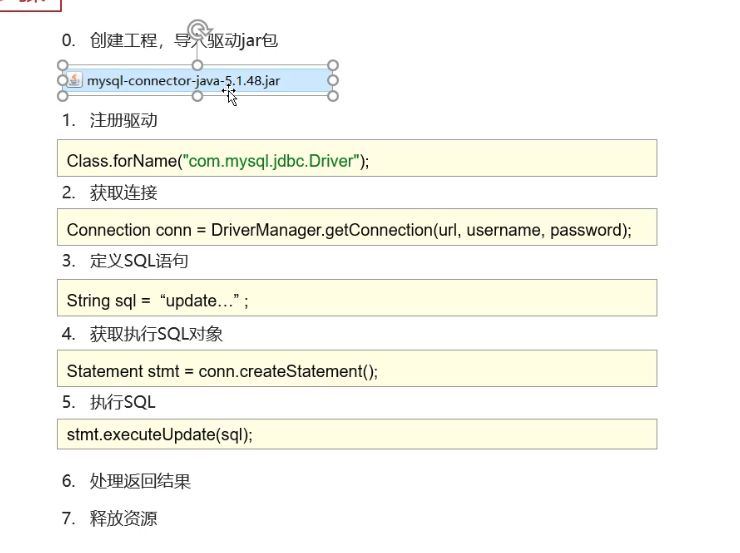 0. 创建工程，导入驱动jar包
mysql-connector-java-5.1.48.jar
1. 注册驱动
Class.forName("com.mysql.jdbc.Driver");
2. 获取连接
Connection conn = DriverManager.getConnection(url, username, password);
3. 定义SQL语句
String sql = “update…” ;
4. 获取执行SQL对象
Statement stmt = conn.createStatement();
5. 执行SQL
stmt.executeUpdate(sql);
6. 处理返回结果
7. 释放资源